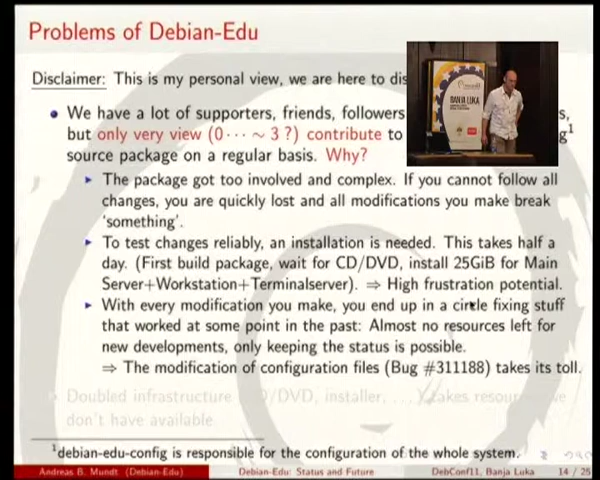 Problems of Debian-Edu
Disclaimer: This is my personal view, we are here to dis
We have a lot of supporters, friends, followers s,
but only very view (0 · · · ∼ 3 ?) contribute to g1
source package on a regular basis. Why?
The package got too involved and complex. If you cannot follow all
changes, you are quickly lost and all modifications you make break
'something'.
To test changes reliably, an installation is needed. This takes half a
day. (First build package, wait for CD/DVD, install 25GiB for Main
Server+Workstation+Terminalserver). ⇒ High frustration potential.
With every modification you make, you end up in a circle fixing stuff
that worked at some point in the past: Almost no resources left for
new developments, only keeping the status is possible.
⇒ The modification of configuration files (Bug #311188) takes its toll.
Doubled infrastructure D/DVD, installer, . . . takes resour we
don't have available
1debian-edu-config is responsible for the configuration of the whole system.
Andreas B. Mundt (Debian-Edu) Debian-Edu: Status and Future DebConf11, Banja Luka 14 / 25
BANJA LUKA